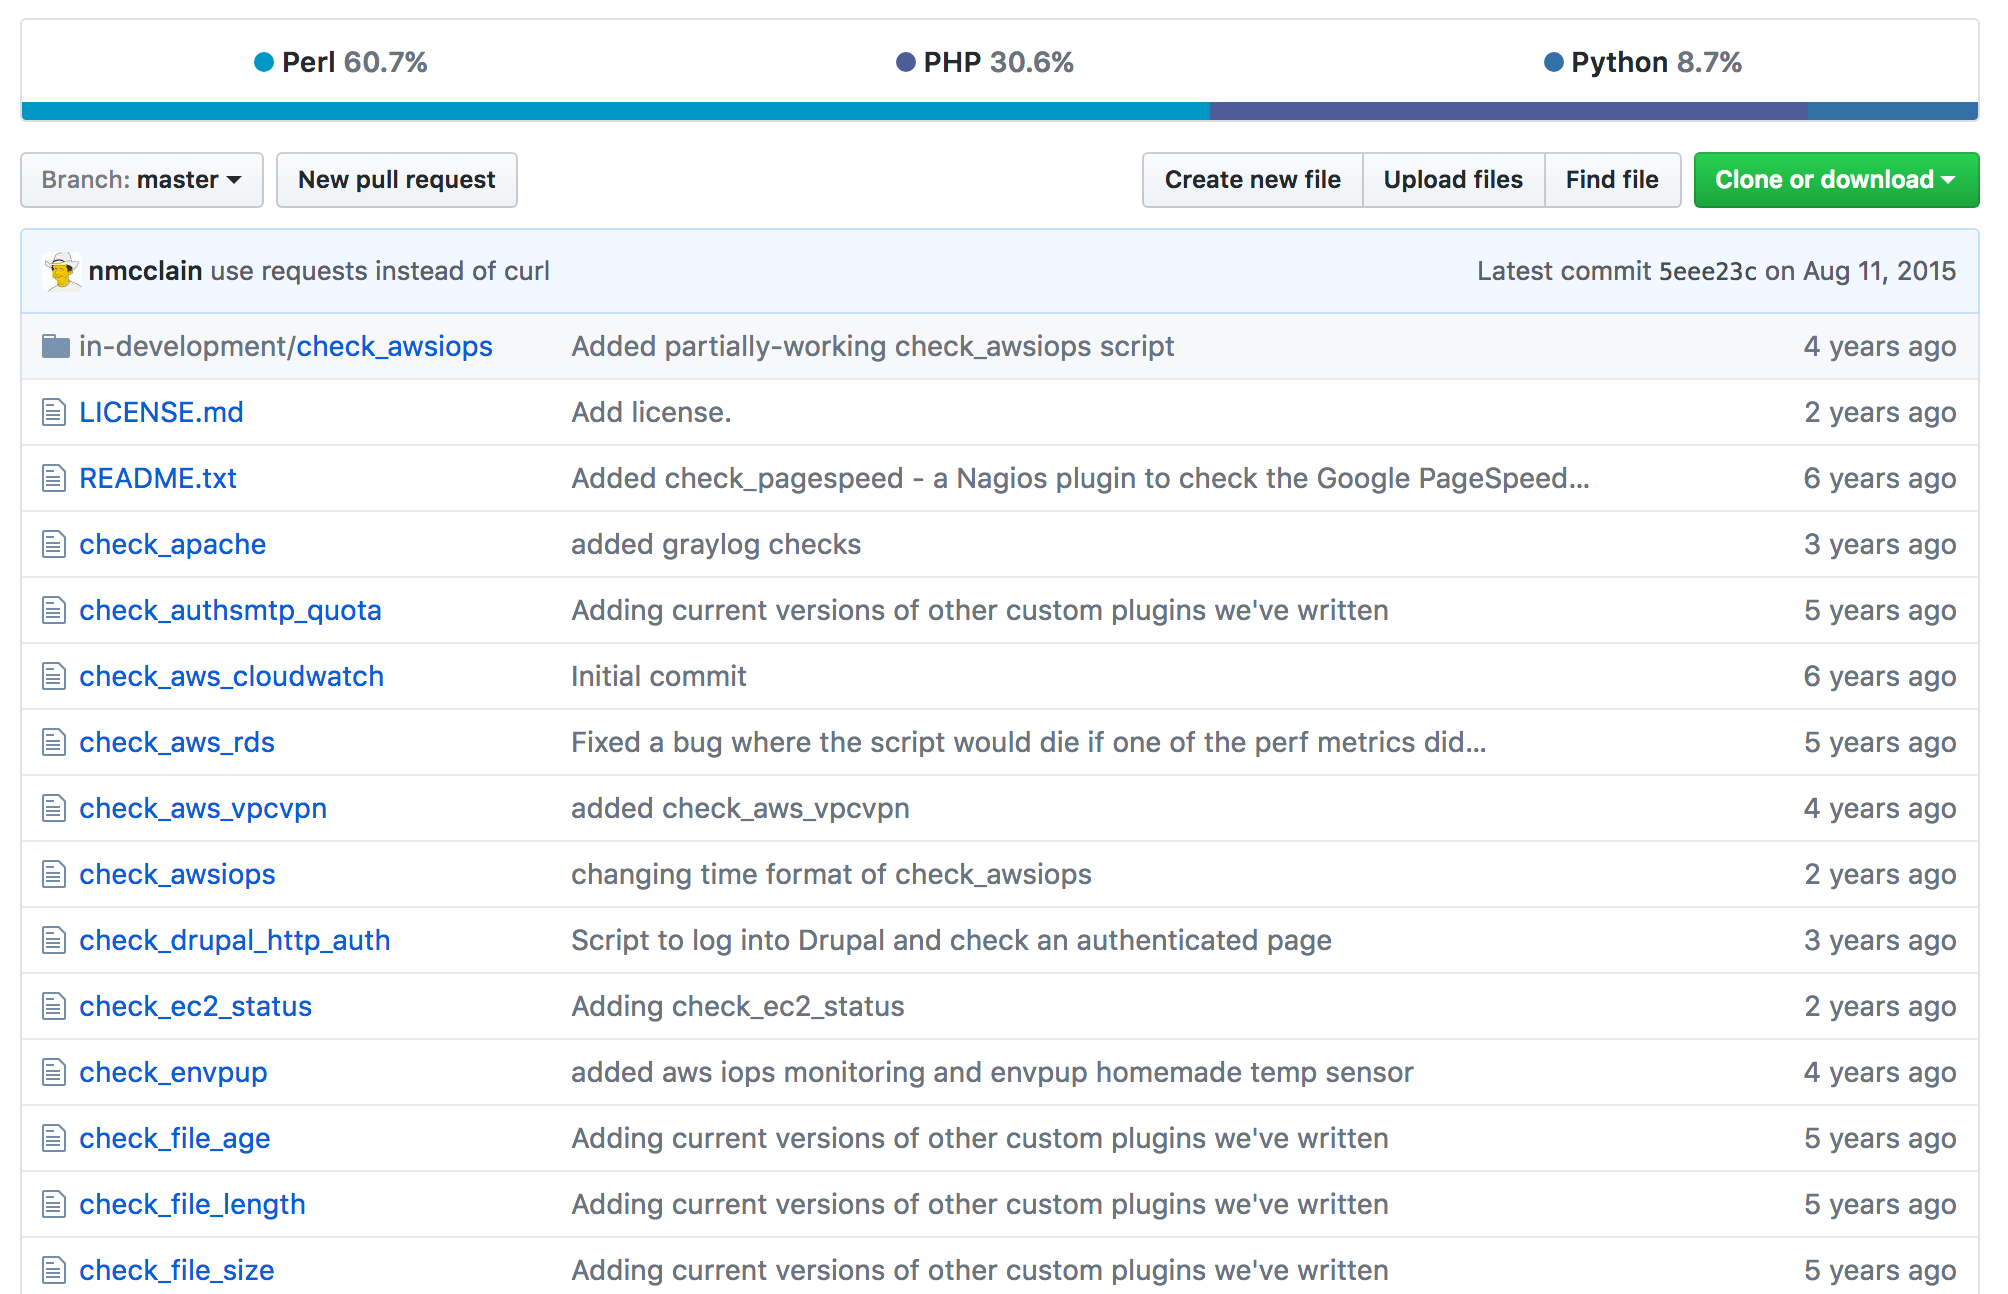 Perl 60.7% PHP 30.6% Python 8.7%
Branch: master New pull request Create new file Upload files Find file Clone or download
nmcclain use requests instead of curl Latest commit 5eee23c on Aug 11, 2015
in-development/check_awsiops Added partially-working check_awsiops script 4 years ago
LICENSE.md Add license. 2 years ago
README.txt Added check_pagespeed - a Nagios plugin to check the Google PageSpeed... 6 years ago
check_apache added graylog checks 3 years ago
check_authsmtp_quota Adding current versions of other custom plugins we've written 5 years ago
check_aws_cloudwatch Initial commit 6 years ago
check_aws_rds Fixed a bug where the script would die if one of the perf metrics did... 5 years ago
check_aws_vpcvpn added check_aws_vpcvpn 4 years ago
check_awsiops changing time format of check_awsiops 2 years ago
check_drupal_http_auth Script to log into Drupal and check an authenticated page 3 years ago
check_ec2_status Adding check_ec2_status 2 years ago
check_envpup added aws iops monitoring and envpup homemade temp sensor 4 years ago
check_file_age Adding current versions of other custom plugins we've written 5 years ago
check_file_length Adding current versions of other custom plugins we've written 5 years ago
check_file_size Adding current versions of other custom plugins we've written 5 years ago